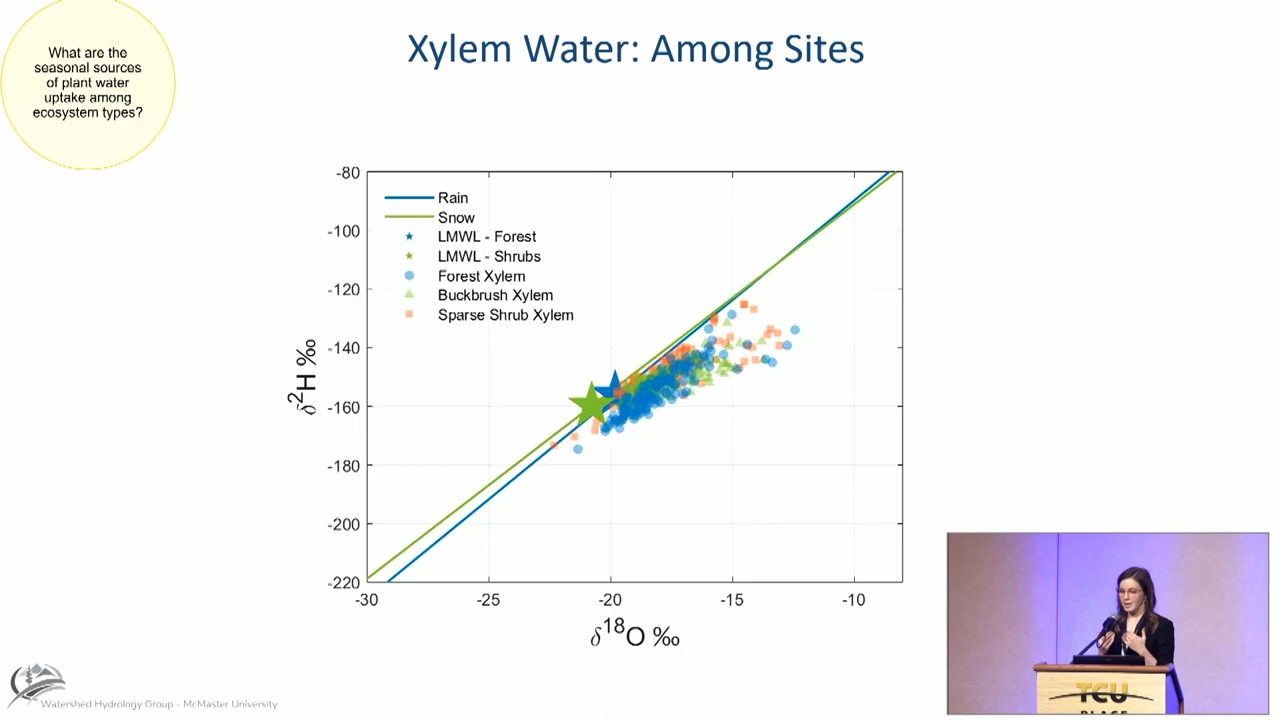 What are the
seasonal sources
of plant water
uptake among
ecosystem types?
Xylem Water: Among Sites
Rain
Snow
LMWL - Forest
LMWL - Shrubs
Forest Xylem
Buckbrush Xylem
Sparse Shrub Xylem
-80
-100
-120
-140
-160
-180
-200
-220
δ2H ‰
-30 -25 -20 -15 -10
δ18O ‰
TCU
PLACE
Watershed Hydrology Group - McMaster University